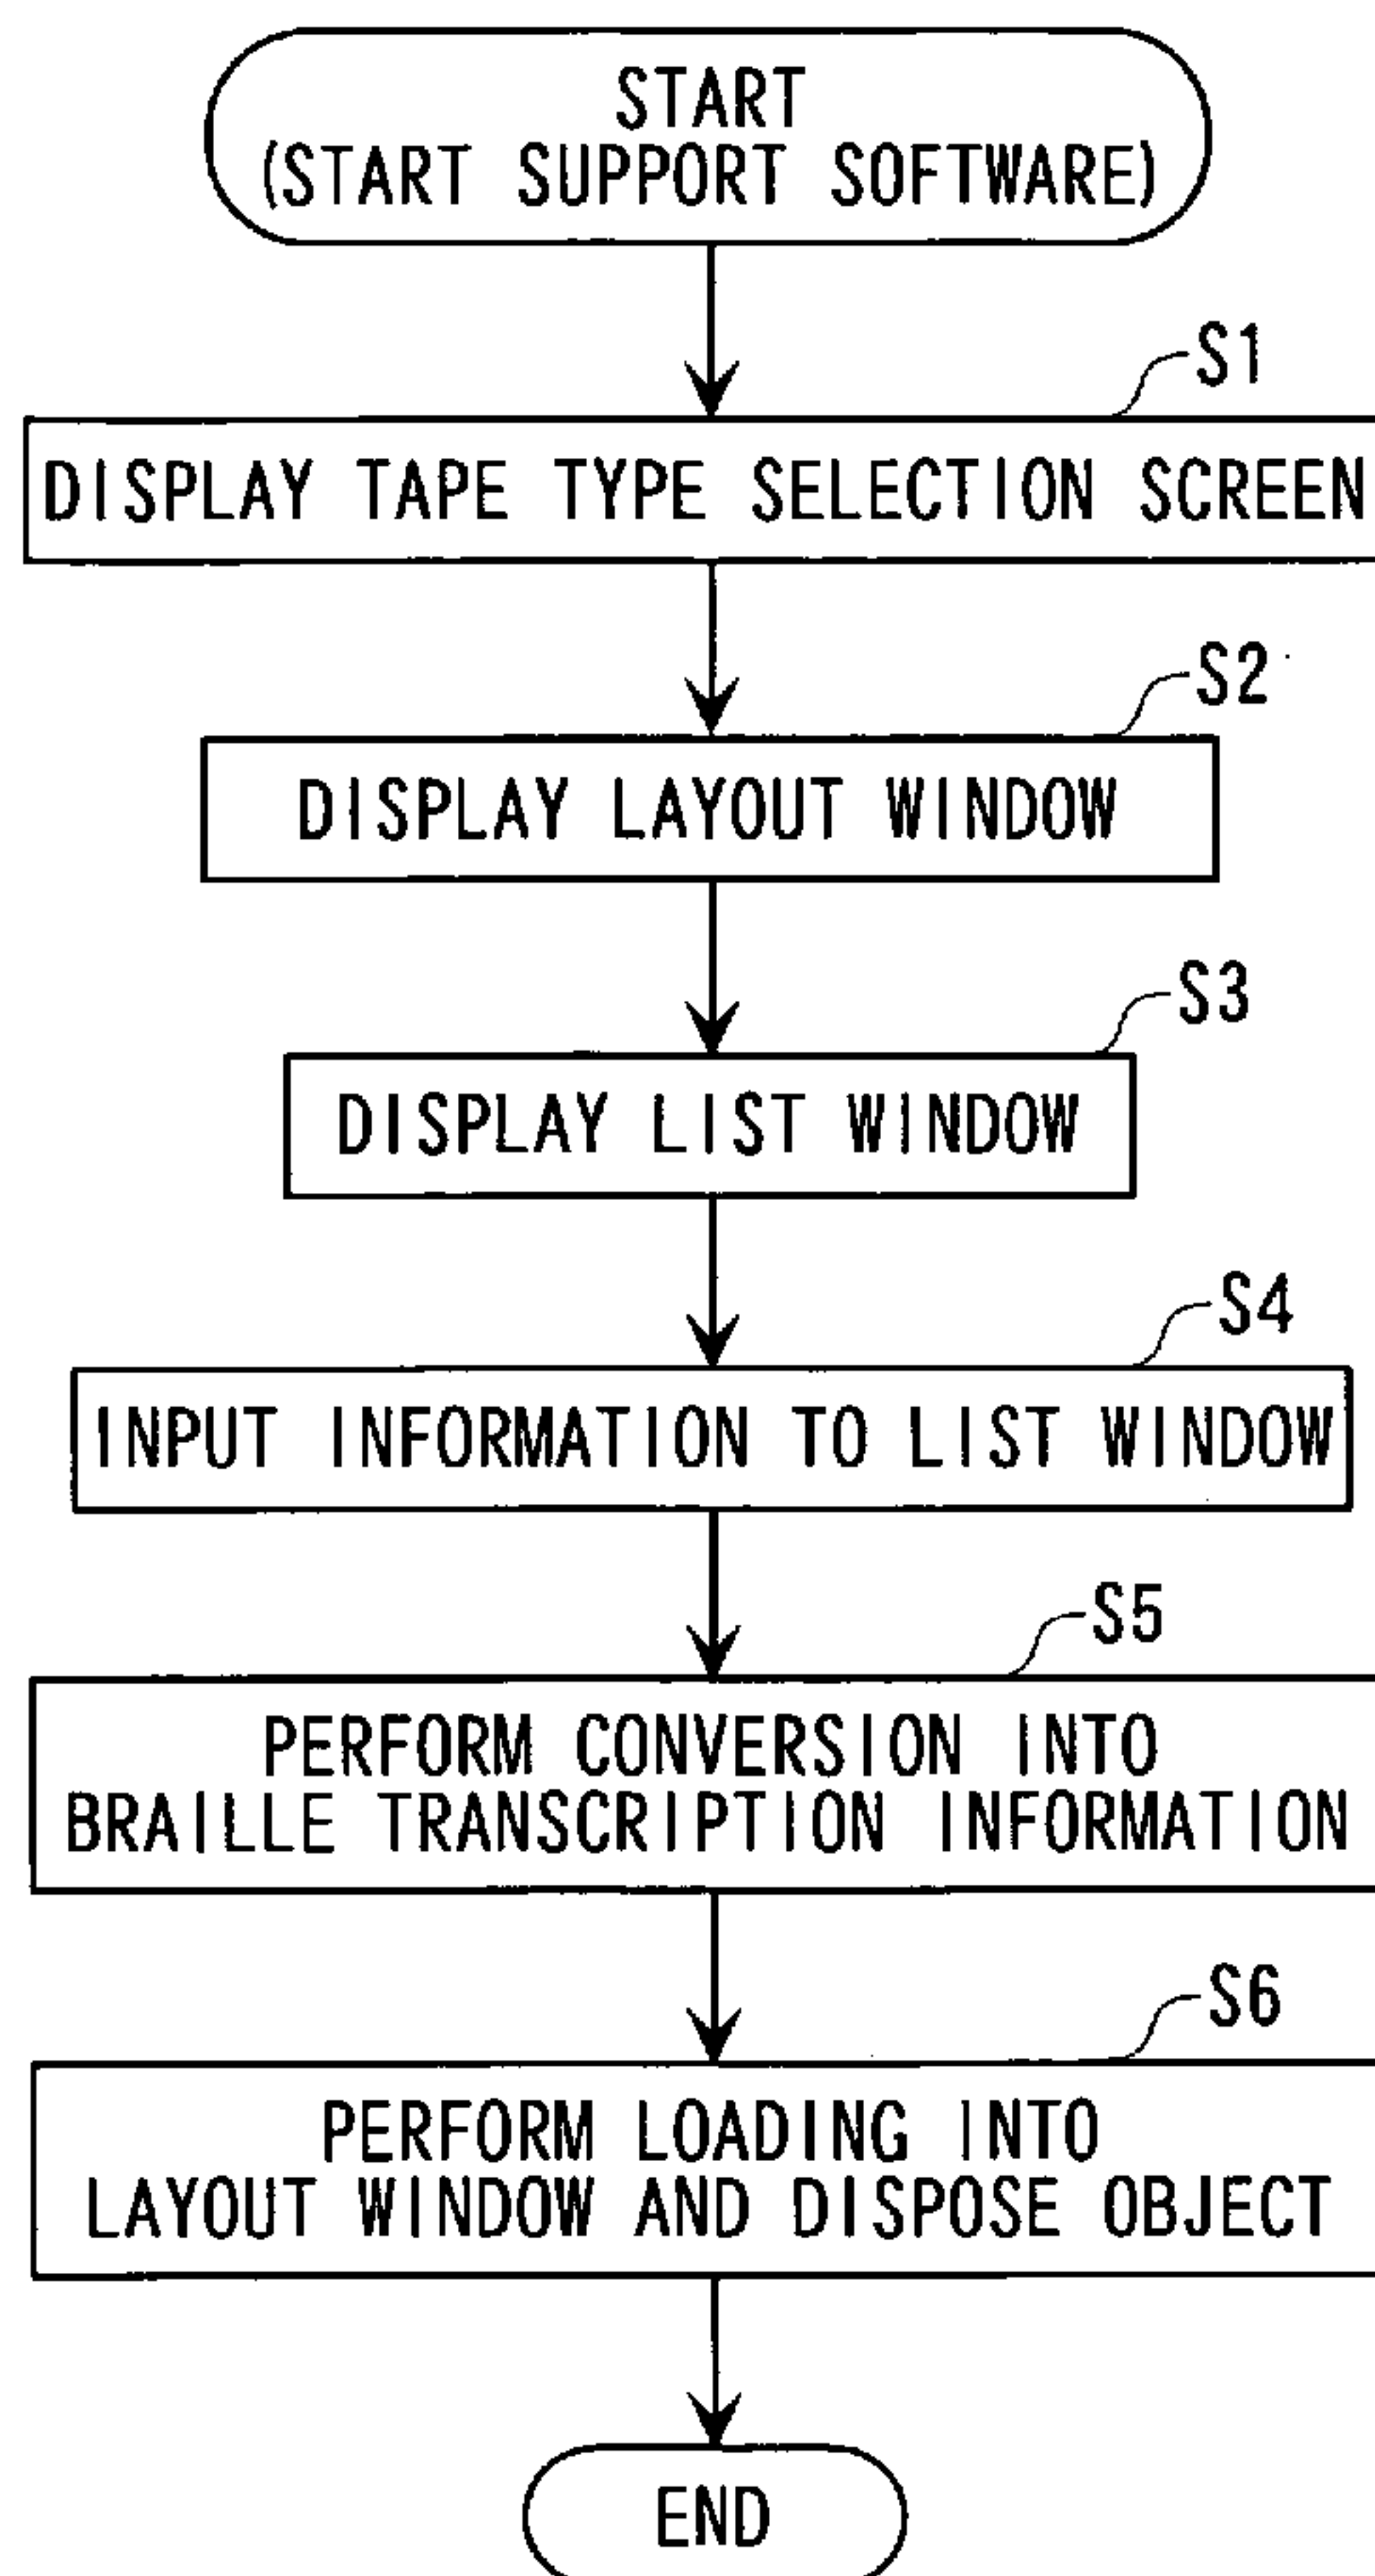 START
(START SUPPORT SOFTWARE)
S1
DISPLAY TAPE TYPE SELECTION SCREEN
S2
DISPLAY LAYOUT WINDOW
S3
DISPLAY LIST WINDOW
S4
INPUT INFORMATION TO LIST WINDOW
S5
PERFORM CONVERSION INTO
BRAILLE TRANSCRIPTION INFORMATION
S6
PERFORM LOADING INTO
LAYOUT WINDOW AND DISPOSE OBJECT
END